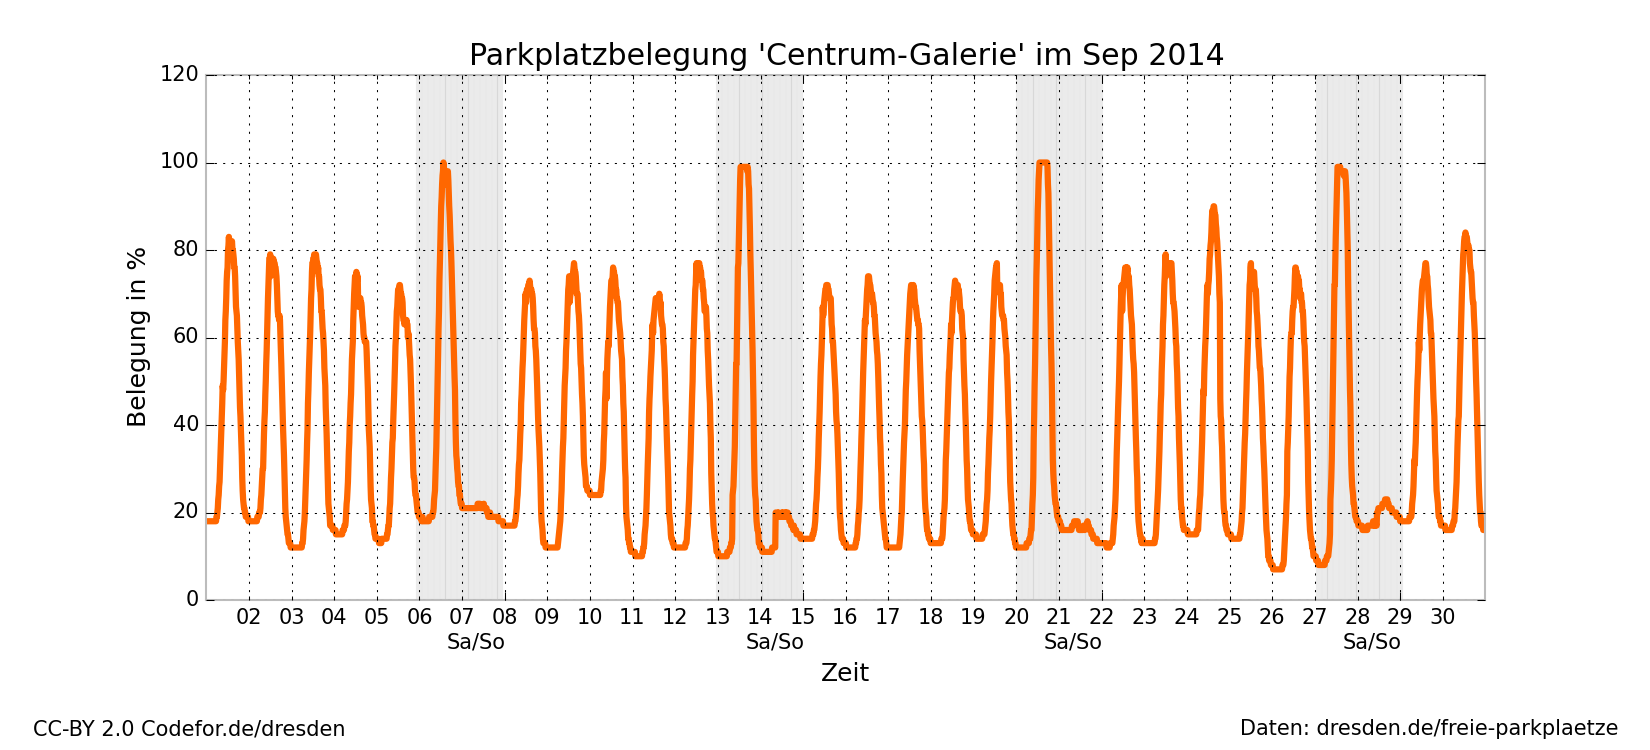 Parkplatzbelegung 'Centrum-Galerie' im Sep 2014
120
100
80
60
40
20
0
Belegung in %
02 03 04 05 06 07 08 09 10 11 12 13 14 15 16 17 18 19 20 21 22 23 24 25 26 27 28 29 30
Sa/So Sa/So Sa/So Sa/So
Zeit
CC-BY 2.0 Codefor.de/dresden
Daten: dresden.de/freie-parkplaetze